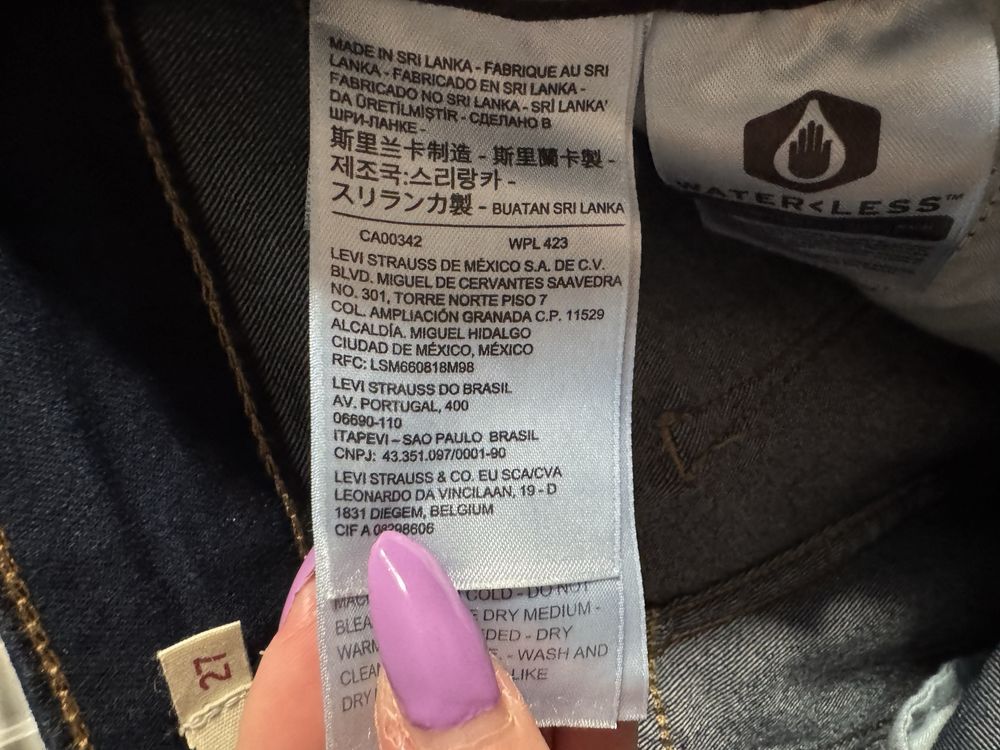 MADE IN SRI LANKA - FABRIQUE AU SRI
LANKA - FABRICADO EN SRI LANKA -
FABRICADO NO SRI LANKA - SRİ LANKA'
DA ÜRETİLMİŞTİR - СДЕЛАНО В
ШРИ-ЛАНКЕ -
斯里兰卡制造 - 斯里蘭卡製 -
제조국:스리랑카 -
スリランカ製 - BUATAN SRI LANKA
CA00342 WPL 423
LEVI STRAUSS DE MÉXICO S.A. DE C.V.
BLVD. MIGUEL DE CERVANTES SAAVEDRA
NO. 301, TORRE NORTE PISO 7
COL. AMPLIACIÓN GRANADA C.P. 11529
ALCALDÍA. MIGUEL HIDALGO
CIUDAD DE MÉXICO, MÉXICO
RFC: LSM660818M98
LEVI STRAUSS DO BRASIL
AV. PORTUGAL, 400
06690-110
ITAPEVI – SAO PAULO BRASIL
CNPJ: 43.351.097/0001-90
LEVI STRAUSS & CO. EU SCA/CVA
LEONARDO DA VINCILAAN, 19 - D
1831 DIEGEM, BELGIUM
CIF A 08298606
COLD - DO NOT
DRY MEDIUM -
DRY
WARM
- WASH AND
LIKE
DRY
WATER<LESS™
27